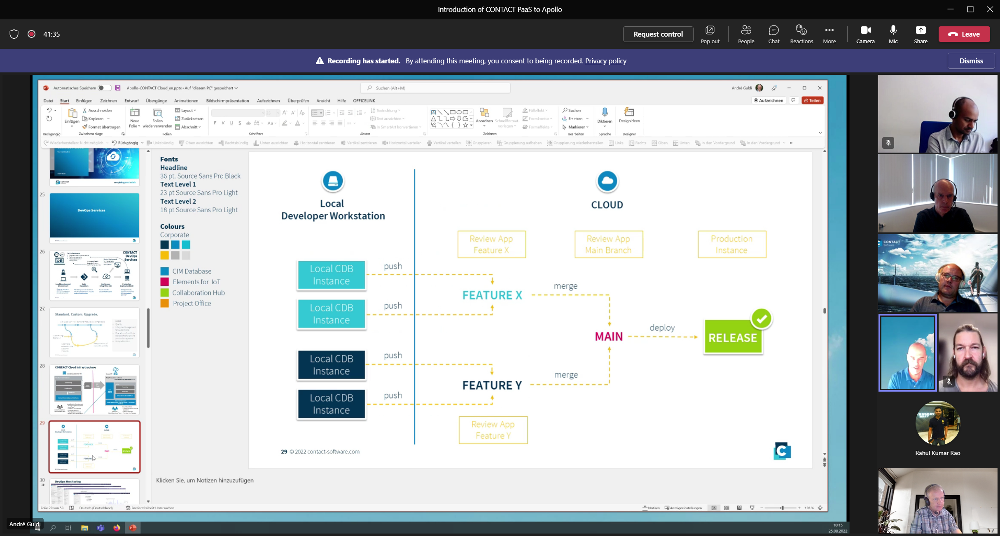 Introduction of CONTACT PaaS to Apollo
41:35
Request control
Pop out
People
Chat
Reactions
More
Camera
Mic
Share
Leave
Recording has started. By attending this meeting, you consent to being recorded. Privacy policy
Dismiss
Automatisches Speichern
Apollo-CONTACT Cloud_en.pptx • Auf "diesem PC" gespeichert
Suchen (Alt+M)
André Guldi
Datei Start Einfügen Zeichnen Entwurf Übergänge Animationen Bildschirmpräsentation Aufzeichnen Überprüfen Ansicht Hilfe OFFICELINK
Aufzeichnen
Teilen
Einfügen
Ausschneiden
Kopieren
Format übertragen
Neue Folie
Folien wiederverwenden
Layout
Zurücksetzen
Abschnitt
23
F K U S ab AV Aa A
Textrichtung
Text ausrichten
In SmartArt konvertieren
Anordnen
Schnellformat-vorlagen
Fülleffekt
Formkontur
Formeffekte
Suchen
Ersetzen
Markieren
Diktieren
Designideen
Rückgängig Zwischenablage Folien Schriftart Absatz Zeichnen Bearbeiten Sprache Designer
Wiederherstellen: Nicht möglich Rückgängig Linksbündig Oben ausrichten Rechtsbündig Unten ausrichten Horizontal zentrieren Vertikal zentrieren Horizontal verteilen Vertikal verteilen Gruppieren Gruppierung aufheben Gruppierung wiederherstellen Links Rechts Oben Unten In den Vordergrund In den Vordergrund
CONTACT
25
DevOps Services
26
CONTACT
DevOps
Services
27
Standard. Custom. Upgrade.
28
CONTACT Cloud Infrastructure
29
30
DevOps Monitoring
Fonts
Headline
36 pt. Source Sans Pro Black
Text Level 1
23 pt Source Sans Pro Light
Text Level 2
18 pt Source Sans Pro Light
Colours
Corporate
CIM Database
Elements for IoT
Collaboration Hub
Project Office
Local
Developer Workstation
CLOUD
Review App
Feature X
Review App
Main Branch
Production
Instance
Local CDB
Instance
push
Local CDB
Instance
push
FEATURE X
merge
MAIN
deploy
RELEASE
Local CDB
Instance
push
Local CDB
Instance
push
FEATURE Y
merge
Review App
Feature Y
29 © 2022 contact-software.com
C
Klicken Sie, um Notizen hinzuzufügen
Folie 29 von 53
Deutsch (Deutschland)
Barrierefreiheit: Untersuchen
Notizen
Anzeigeeinstellungen
138 %
André Guldi
10:15
25.08.2022
CONTACT
Software
Rahul Kumar Rao